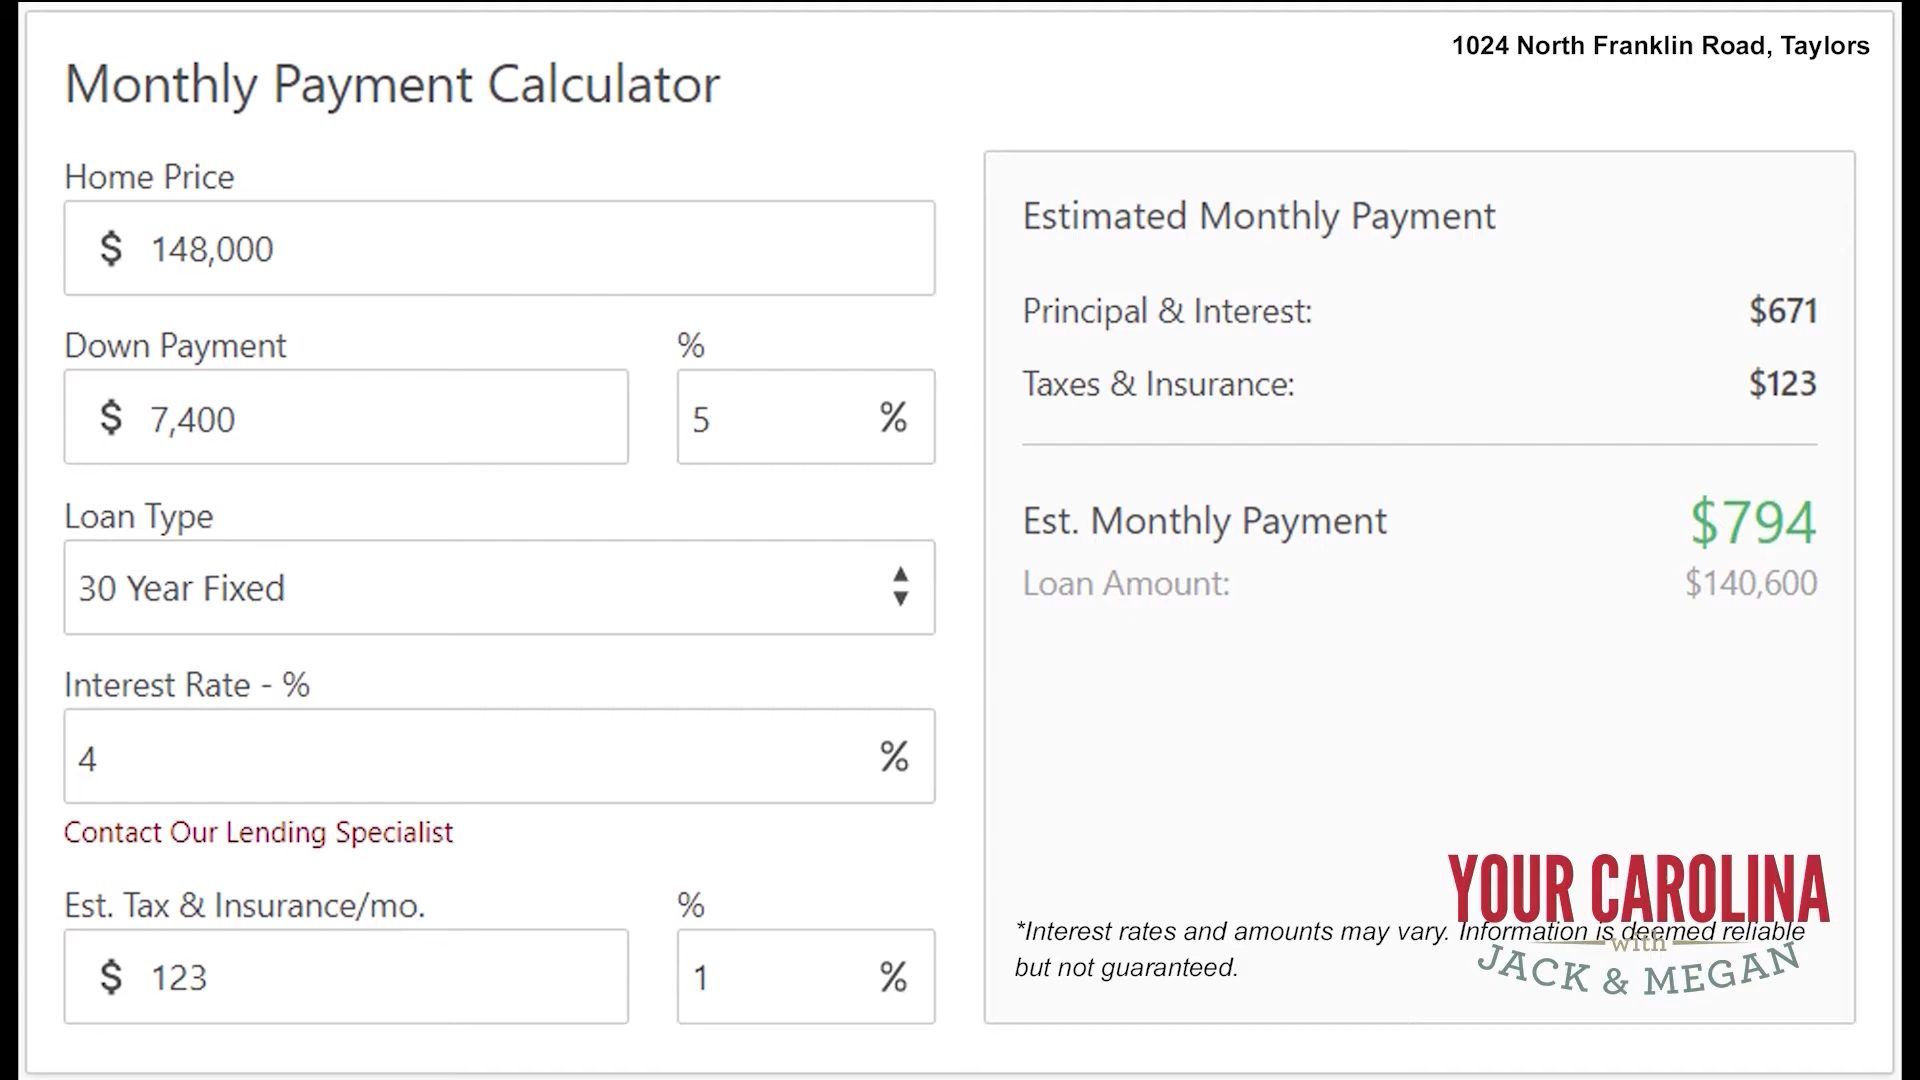 1024 North Franklin Road, Taylors
Monthly Payment Calculator
Home Price
$ 148,000
Down Payment %
$ 7,400 5 %
Loan Type
30 Year Fixed
Interest Rate - %
4 %
Contact Our Lending Specialist
Est. Tax & Insurance/mo. %
$ 123 1 %
Estimated Monthly Payment
Principal & Interest: $671
Taxes & Insurance: $123
Est. Monthly Payment $794
Loan Amount: $140,600
*Interest rates and amounts may vary. Information is deemed reliable
but not guaranteed.
YOUR CAROLINA
with
JACK & MEGAN